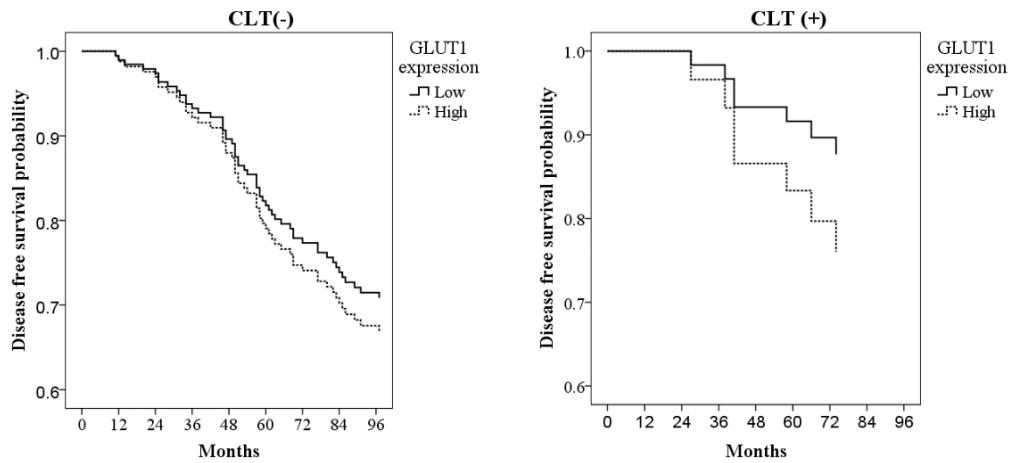 CLT(-)
Disease free survival probability
1.0
0.9
0.8
0.7
0.6
0 12 24 36 48 60 72 84 96
Months
GLUT1
expression
Low
High
CLT (+)
Disease free survival probability
1.0
0.9
0.8
0.7
0.6
0 12 24 36 48 60 72 84 96
Months
GLUT1
expression
Low
High